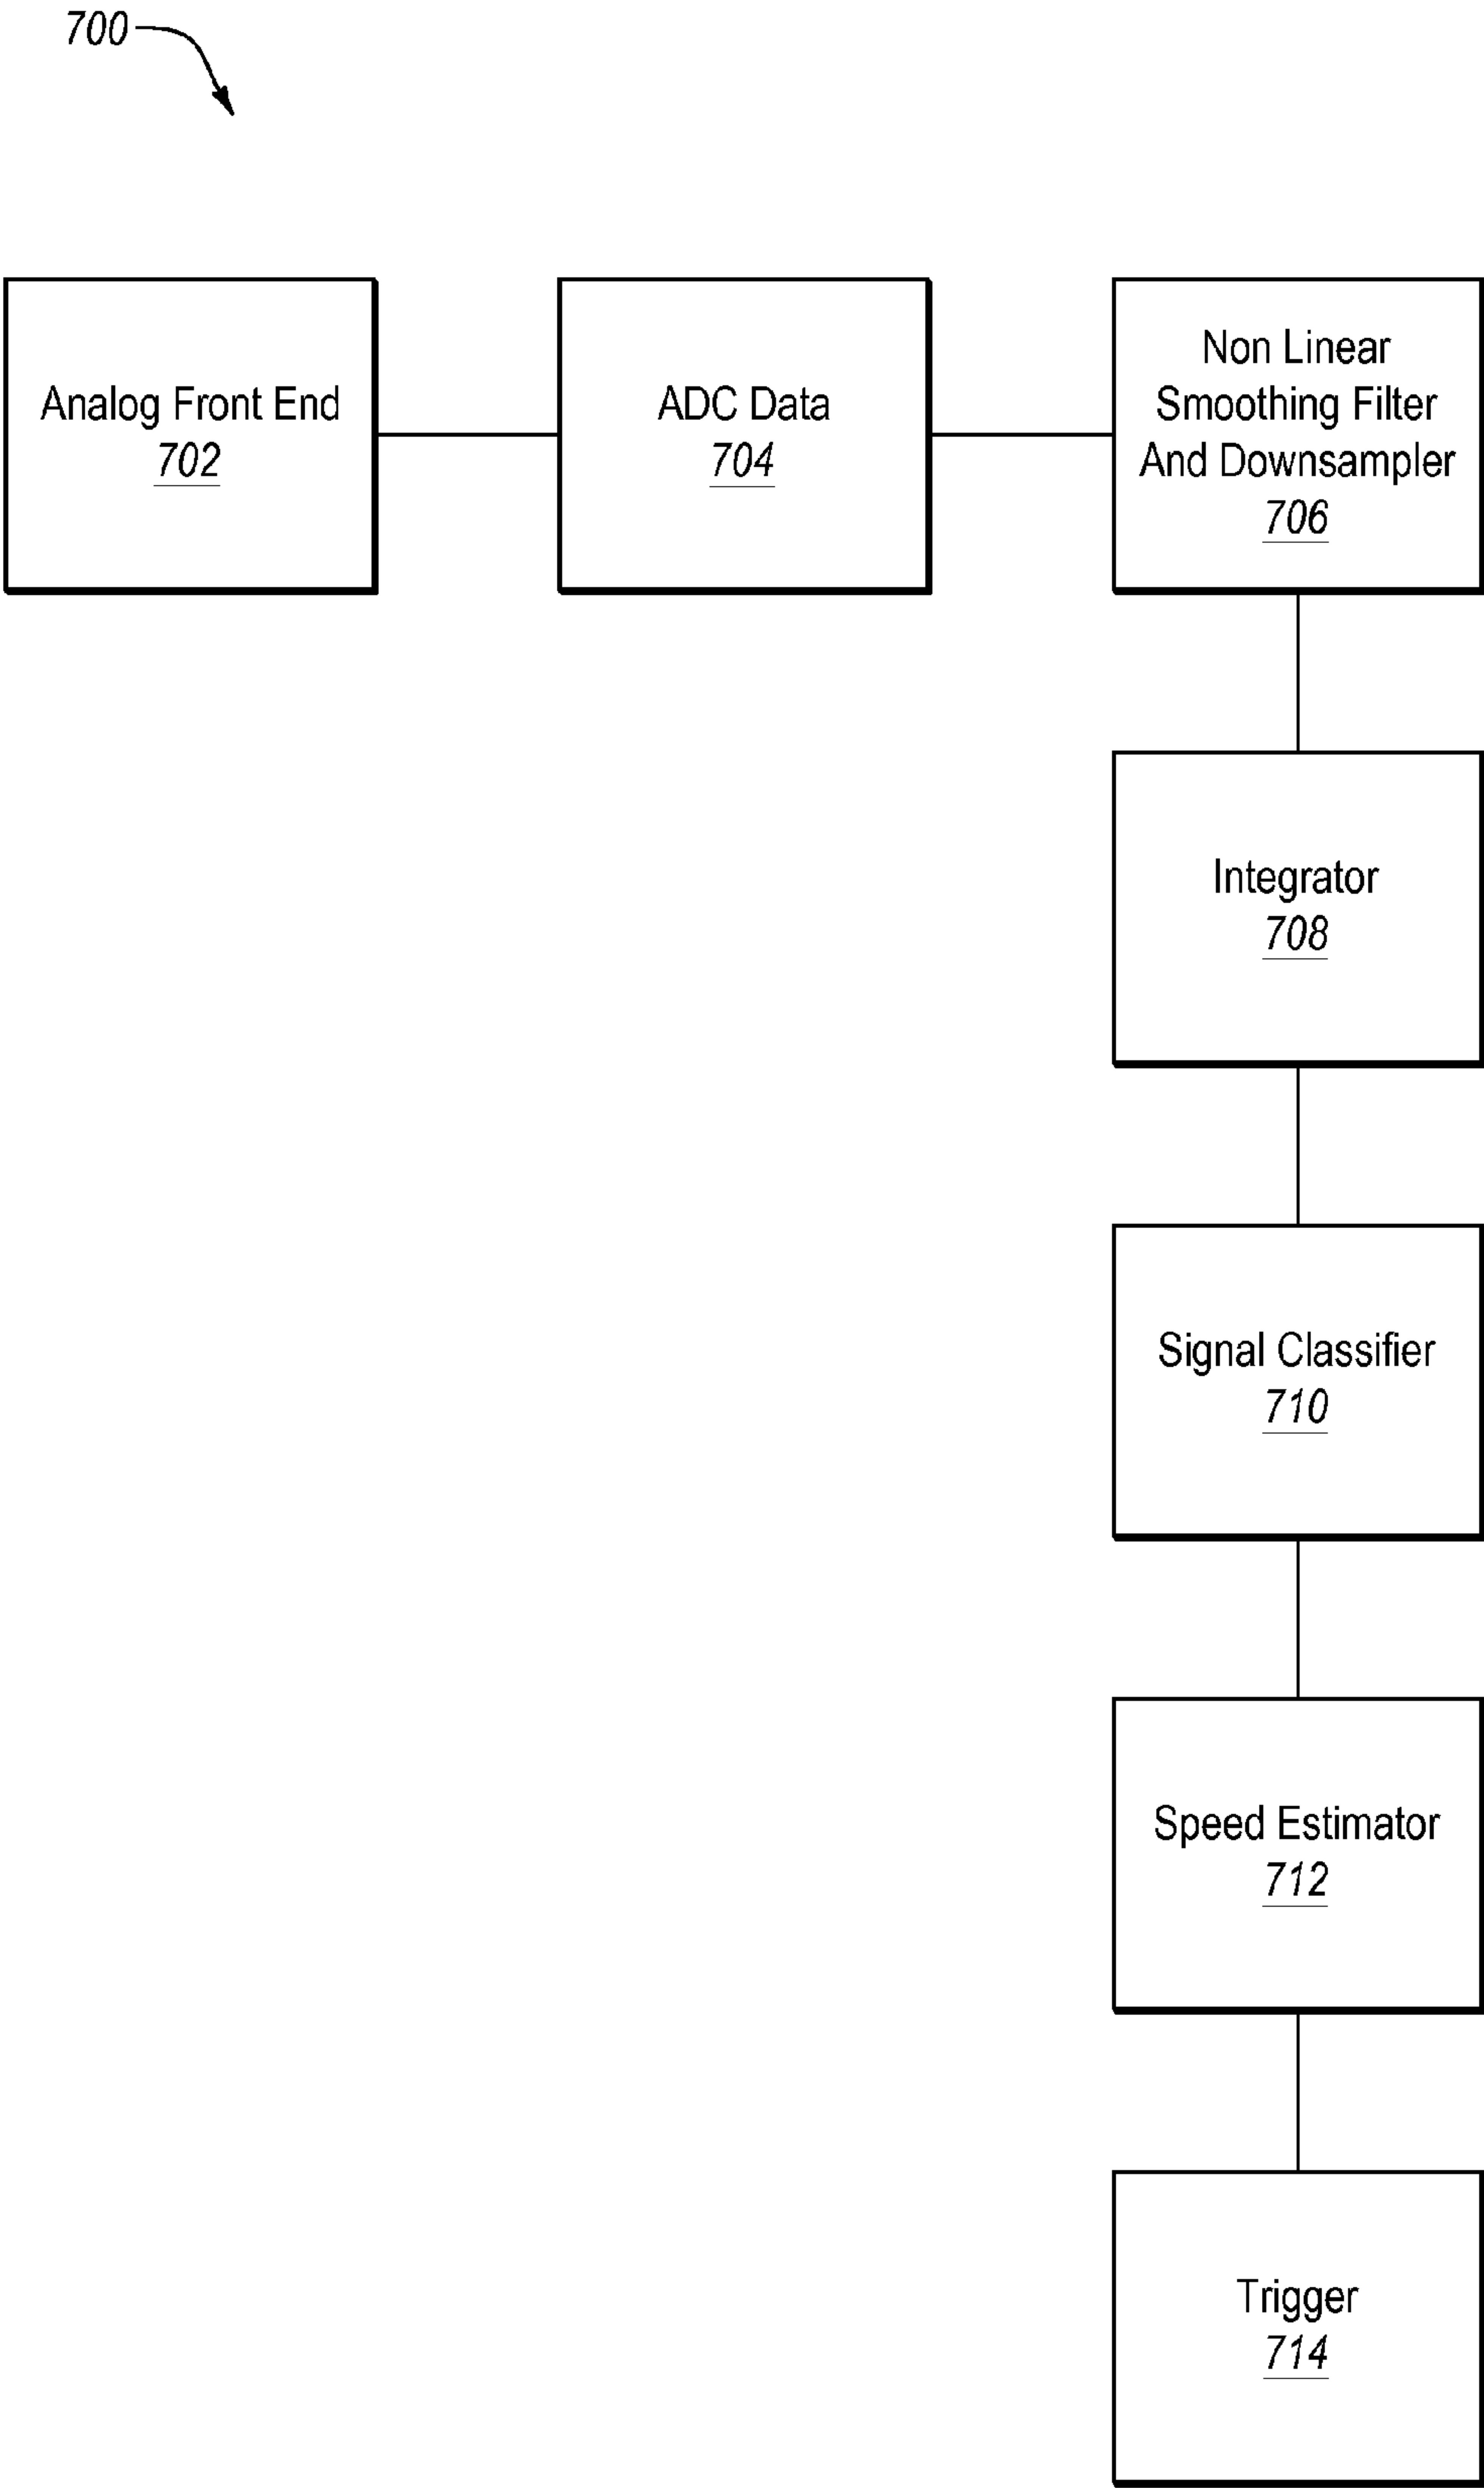 700
Analog Front End
702
ADC Data
704
Non Linear
Smoothing Filter
And Downsampler
706
Integrator
708
Signal Classifier
710
Speed Estimator
712
Trigger
714